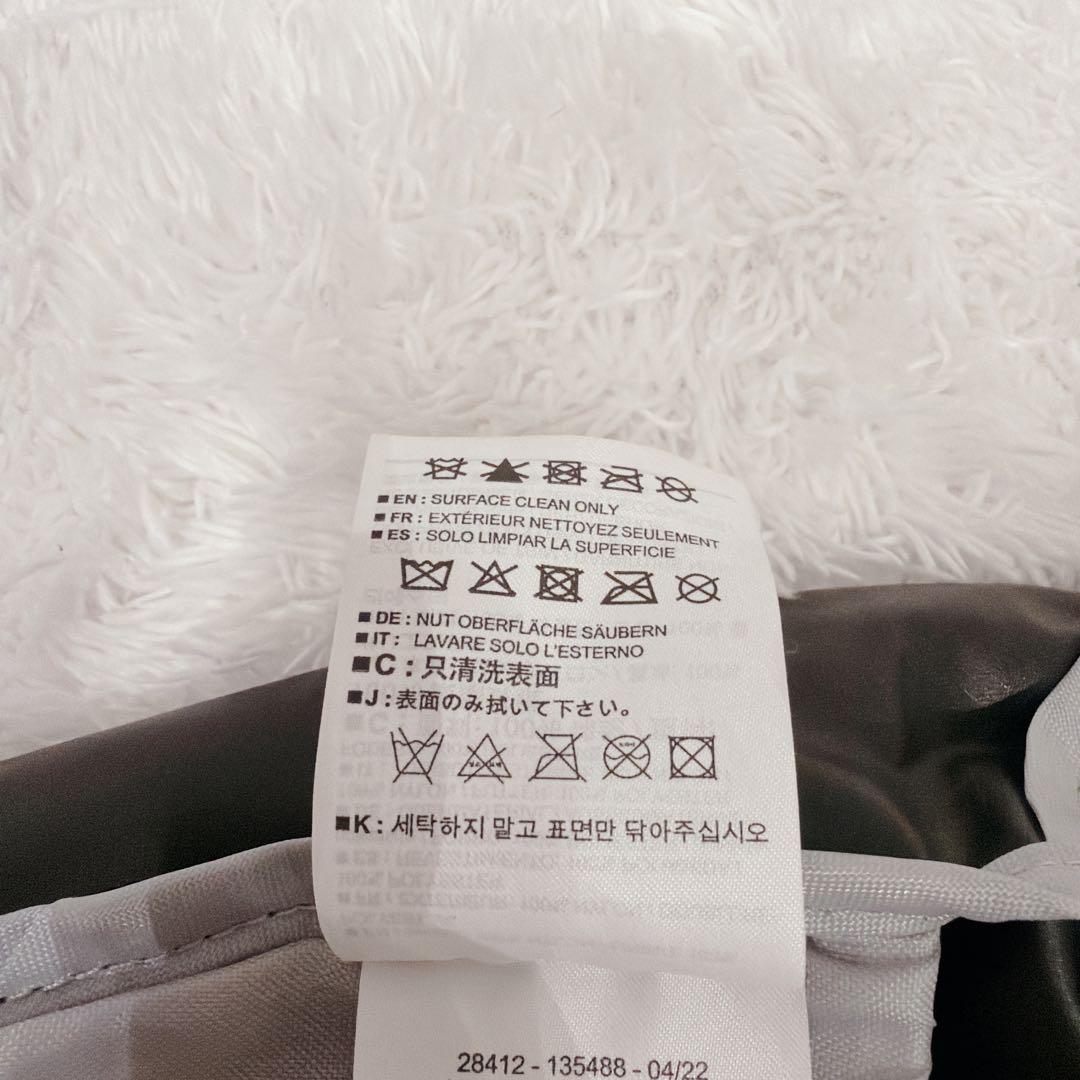 ■ EN : SURFACE CLEAN ONLY
■ FR : EXTÉRIEUR NETTOYEZ SEULEMENT
■ ES : SOLO LIMPIAR LA SUPERFICIE
■ DE : NUT OBERFLÄCHE SÄUBERN
■ IT : LAVARE SOLO L'ESTERNO
■ C : 只清洗表面
■ J : 表面のみ拭いて下さい。
■ K : 세탁하지 말고 표면만 닦아주십시오
28412 - 135488 - 04/22